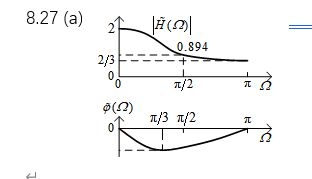 8.27 (a)
|H̃(Ω)|
2
0.894
2/3
0
0 π/2 π Ω
φ̃(Ω)
0 π/3 π/2 π
Ω